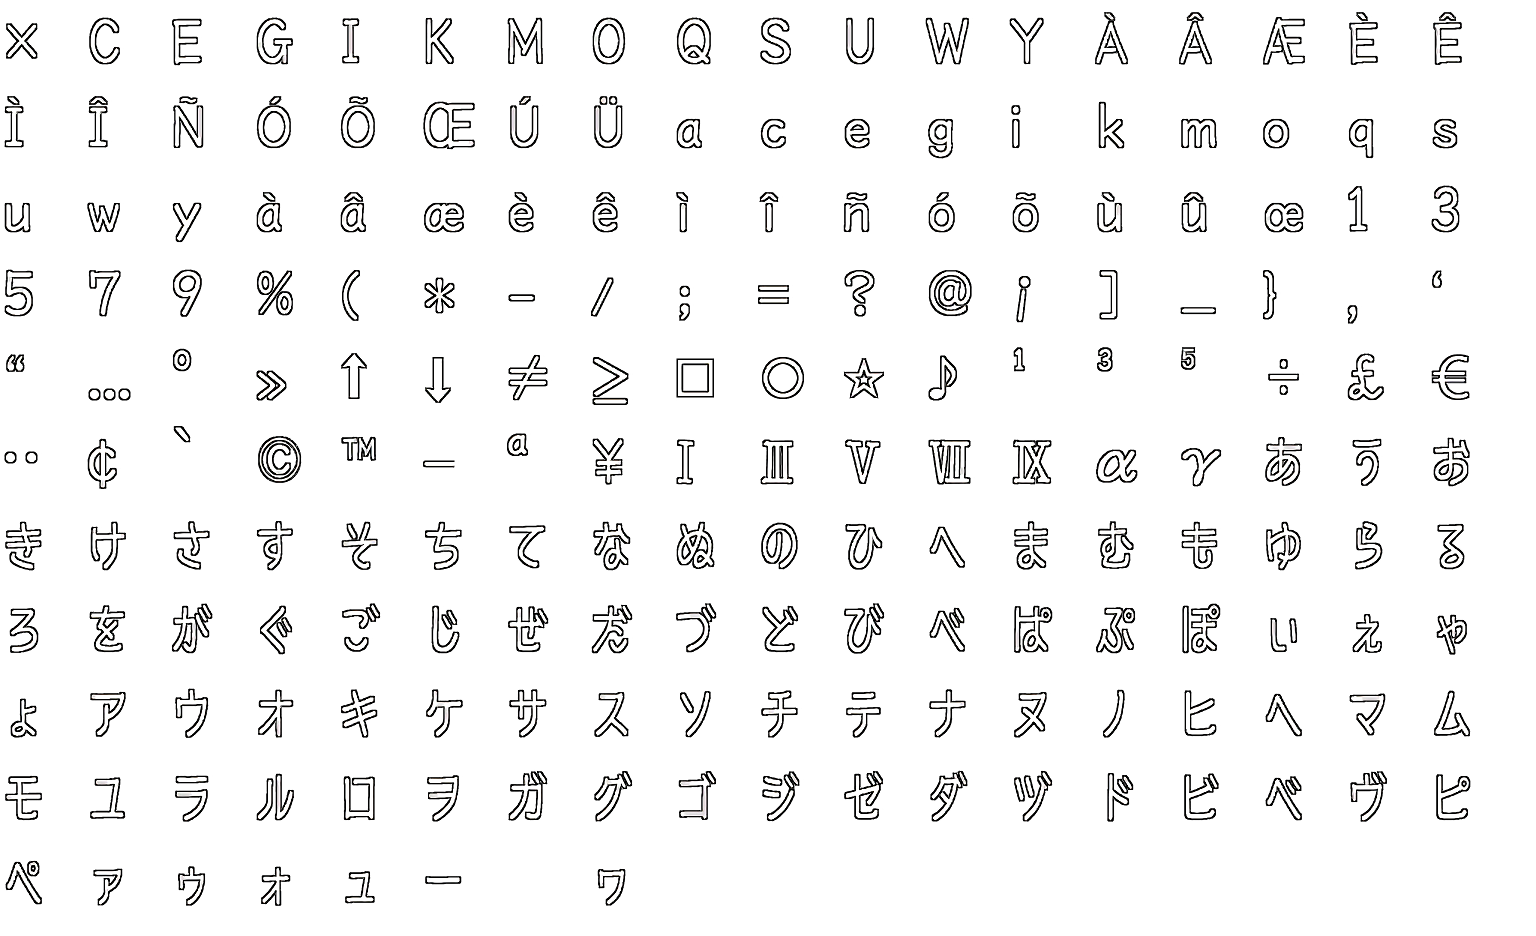 × C E G I K M O Q S U W Y À Â Æ È Ê
Ì Î Ñ Ó Õ Œ Ú Ü a c e g i k m o q s
u w y à â æ è ê ì î ñ ó õ ù û œ 1 3
5 7 9 % ( * - / ; = ? @ ¡ ] _ } , ‘
“ … º » ↑ ↓ ≠ ≥ □ ○ ☆ ♪ ¹ ³ ⁵ ÷ £ €
¨ ¢ ` © ™ – ª ¥ Ⅰ Ⅲ Ⅴ Ⅶ Ⅸ α γ あ う お
き け さ す そ ち て な ぬ の ひ へ ま む も ゆ ら る
ろ を が ぐ ご じ ぜ だ づ ど び べ ぱ ぷ ぽ ぃ ぇ ゃ
ょ ア ウ オ キ ケ サ ス ソ チ テ ナ ヌ ノ ヒ ヘ マ ム
モ ユ ラ ル ロ ヲ ガ グ ゴ ジ ゼ ダ ヅ ド ビ ベ ヴ ピ
ペ ァ ゥ ォ ュ ー ヮ